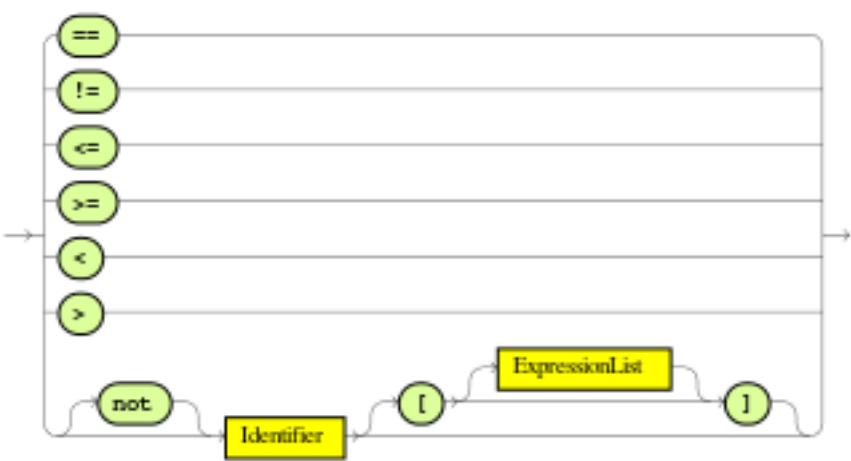 ==
!=
<=
>=
<
>
ExpressionList
not [ ]
Identifier